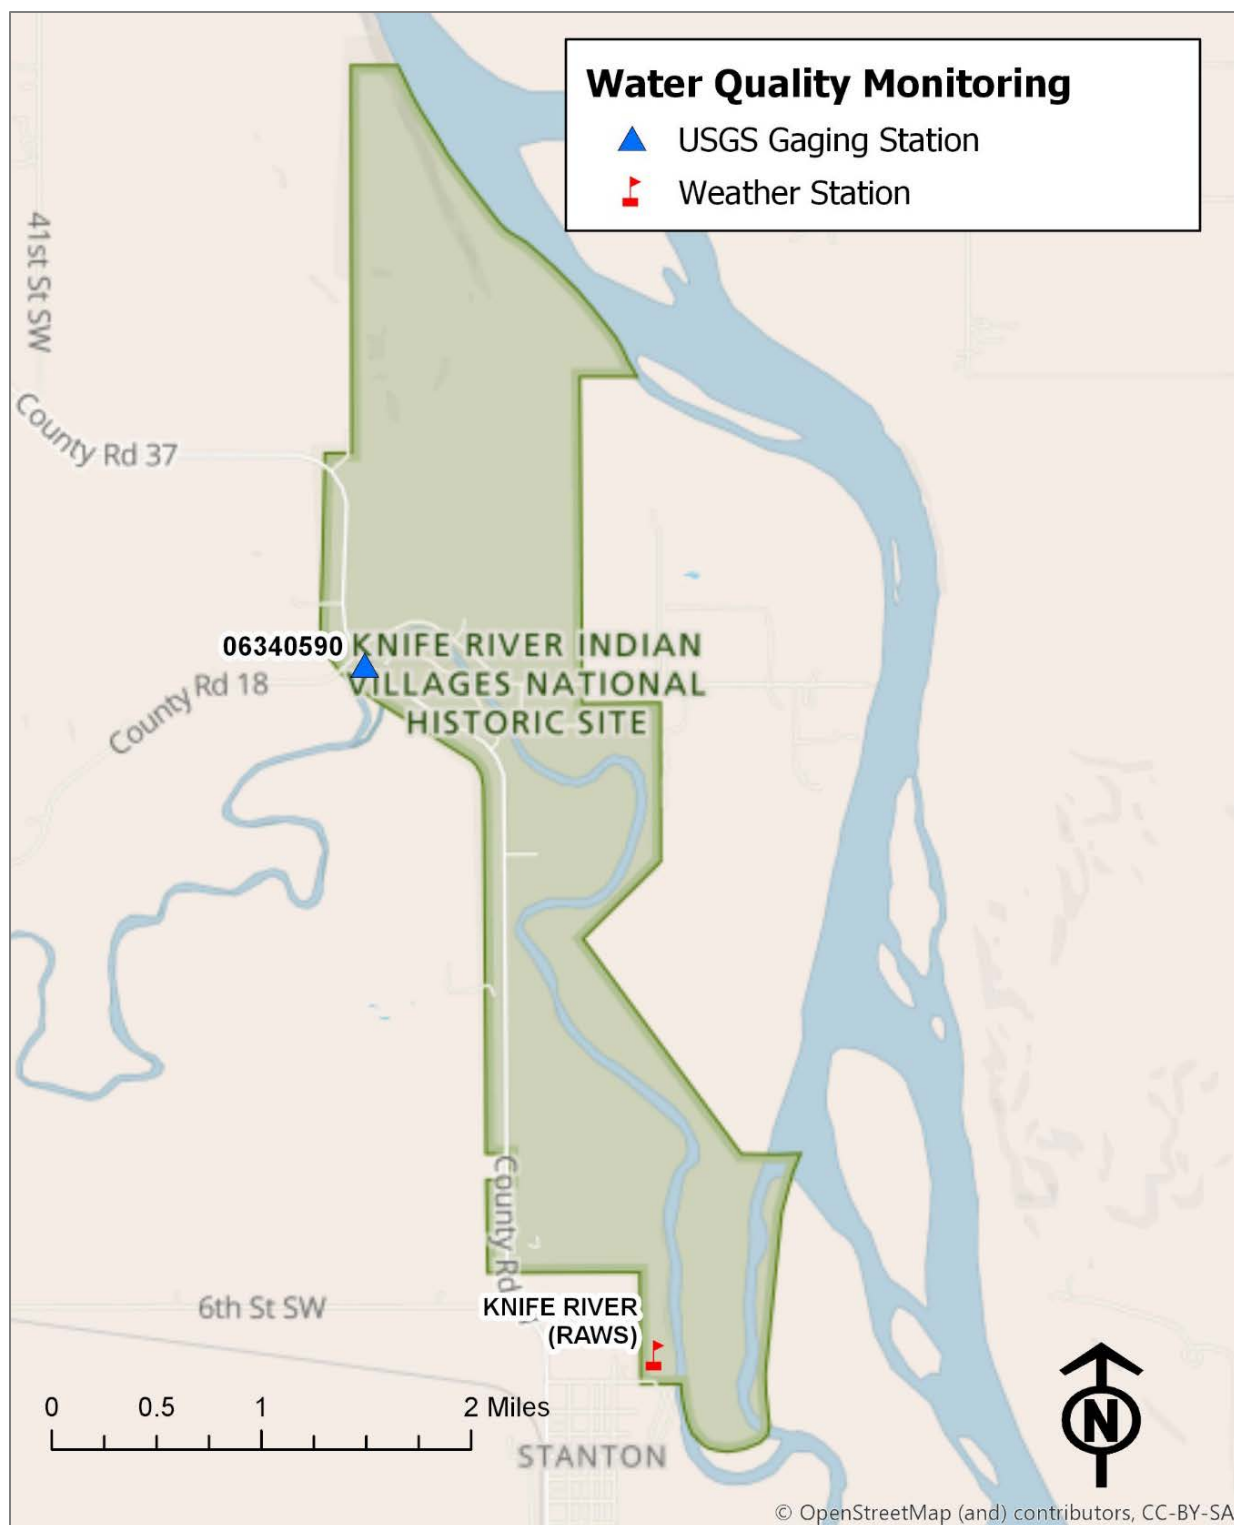 Water Quality Monitoring
USGS Gaging Station
Weather Station
41st St SW
County Rd 37
06340590
KNIFE RIVER INDIAN
VILLAGES NATIONAL
HISTORIC SITE
County Rd 18
County Rd
6th St SW
KNIFE RIVER
(RAWS)
0 0.5 1 2 Miles
STANTON
N
© OpenStreetMap (and) contributors, CC-BY-SA